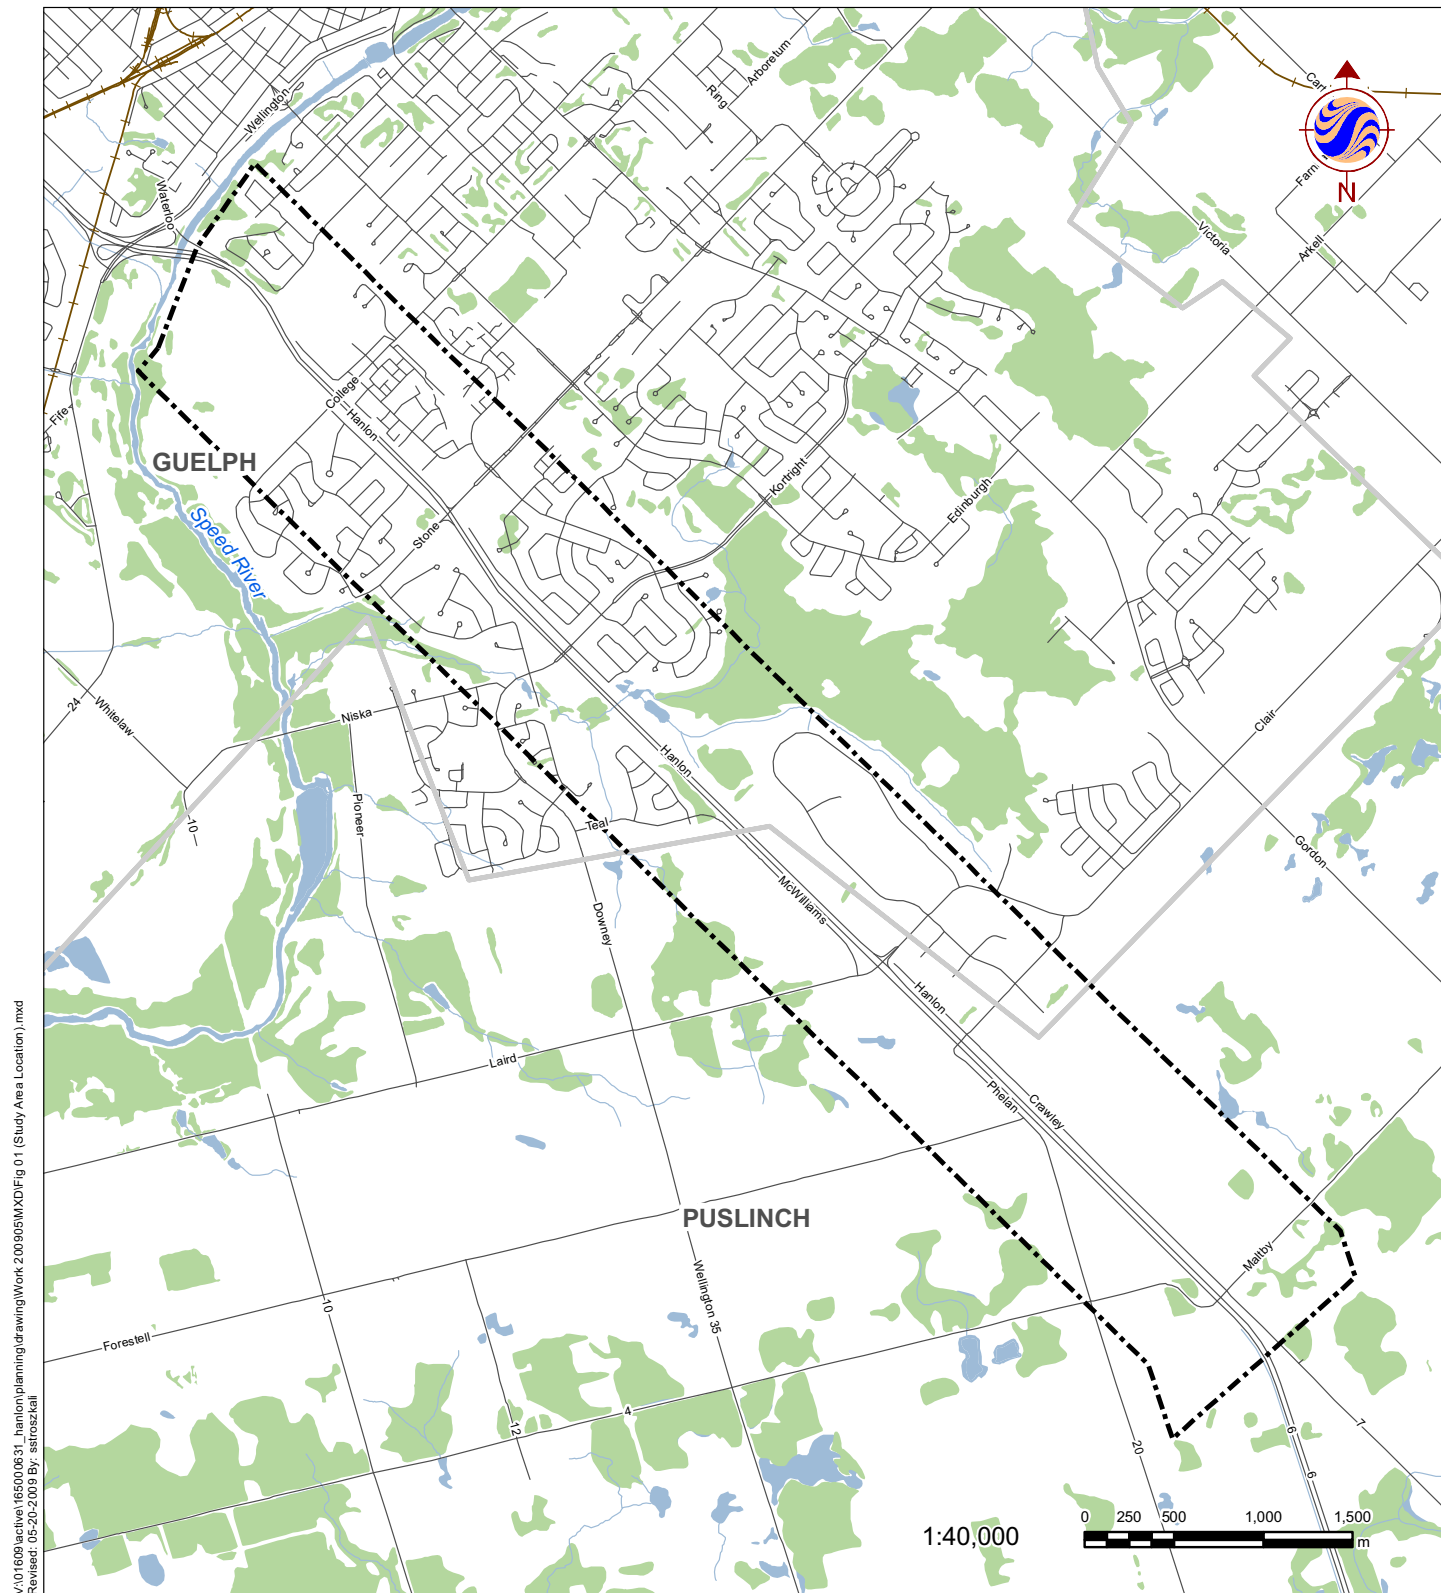 Wellington
Ring
Arboretum
Waterloo
Farn
Victoria
Arkell
N
Fife
College
Hanlon
GUELPH
Speed River
Stone
Kortright
Edinburgh
24
Whitelaw
Niska
Clair
10
Pioneer
Hanlon
Teal
Gordon
McWilliams
Downey
Hanlon
Laird
Phelan
Crawley
PUSLINCH
Maltby
Wellington 35
10
Forestell
4
12
20
7
6
6
1:40,000
0 250 500 1,000 1,500
m
V:\01609\active\165000631_hanlon\planning\drawing\Work 200905\MXD\Fig 01 (Study Area Location).mxd
Revised: 05-20-2009 By: sstroszkali